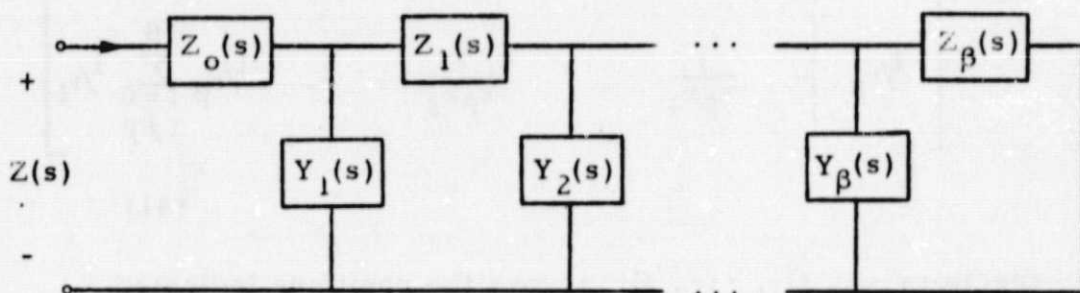 Z_o(s) Z_1(s) ... Z_β(s)
+
Z(s) Y_1(s) Y_2(s) Y_β(s)
-
...